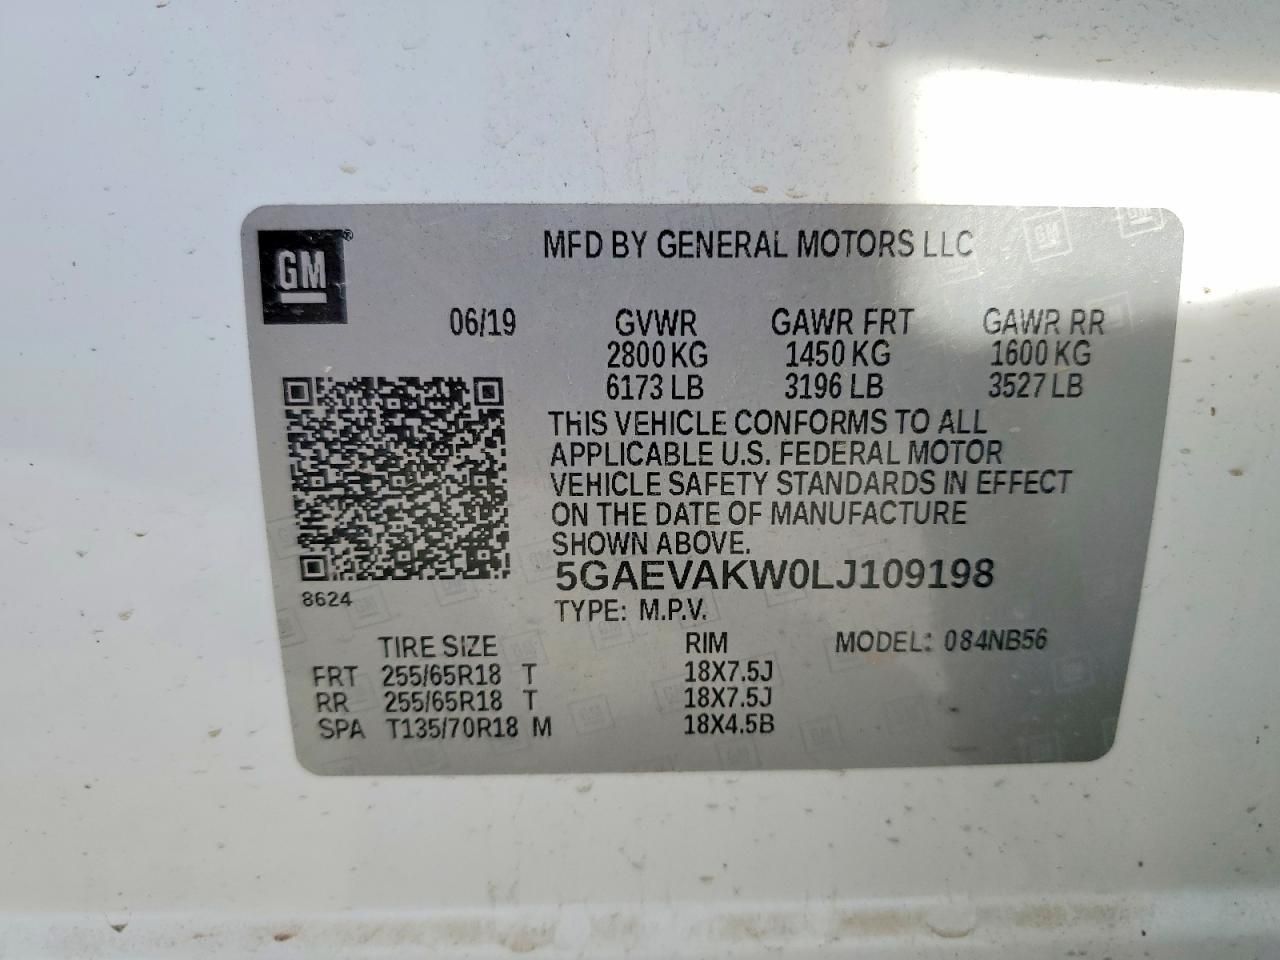 GM®
MFD BY GENERAL MOTORS LLC
06/19 GVWR GAWR FRT GAWR RR
2800 KG 1450 KG 1600 KG
6173 LB 3196 LB 3527 LB
THIS VEHICLE CONFORMS TO ALL
APPLICABLE U.S. FEDERAL MOTOR
VEHICLE SAFETY STANDARDS IN EFFECT
ON THE DATE OF MANUFACTURE
SHOWN ABOVE.
5GAEVAKW0LJ109198
8624
TYPE: M.P.V.
TIRE SIZE RIM MODEL: 084NB56
FRT 255/65R18 T 18X7.5J
RR 255/65R18 T 18X7.5J
SPA T135/70R18 M 18X4.5B